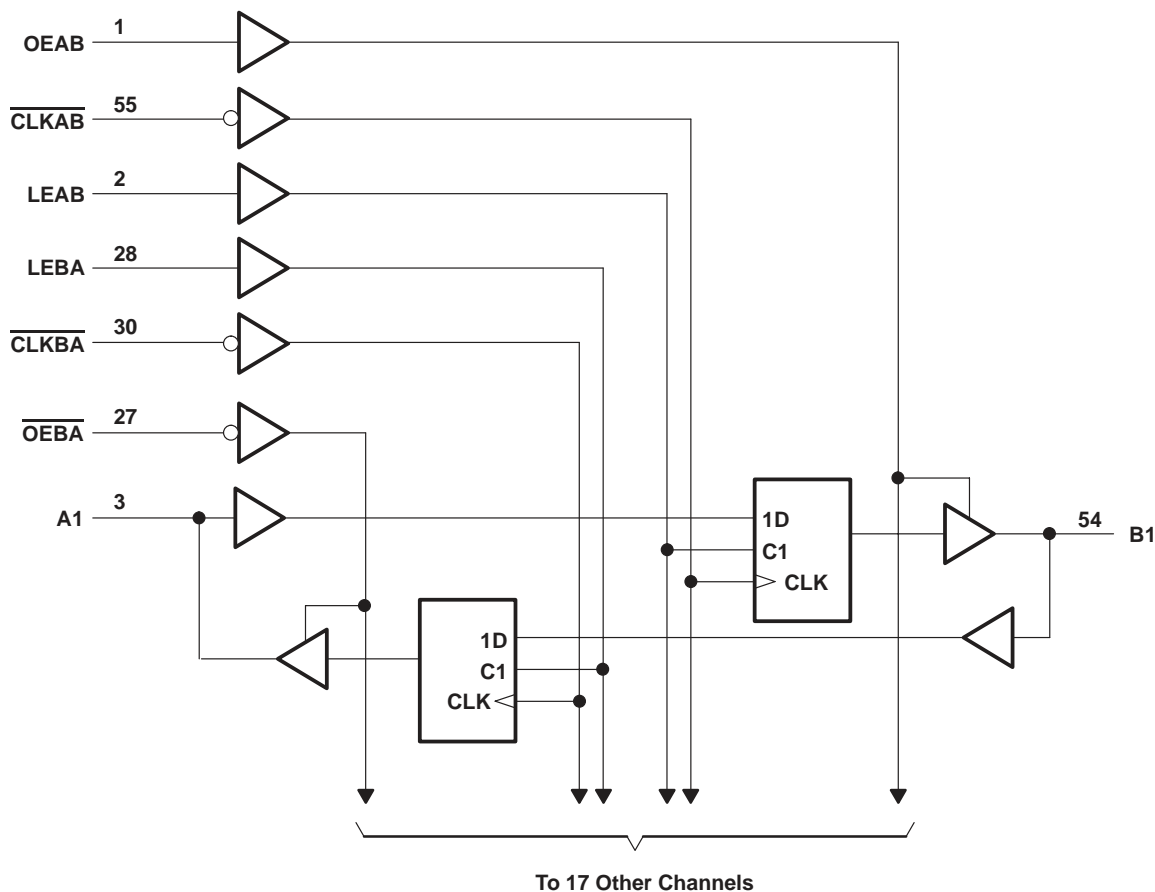 OEAB 1
CLKAB 55
LEAB 2
LEBA 28
CLKBA 30
OEBA 27
A1 3
1D
C1
CLK
54 B1
1D
C1
CLK
To 17 Other Channels